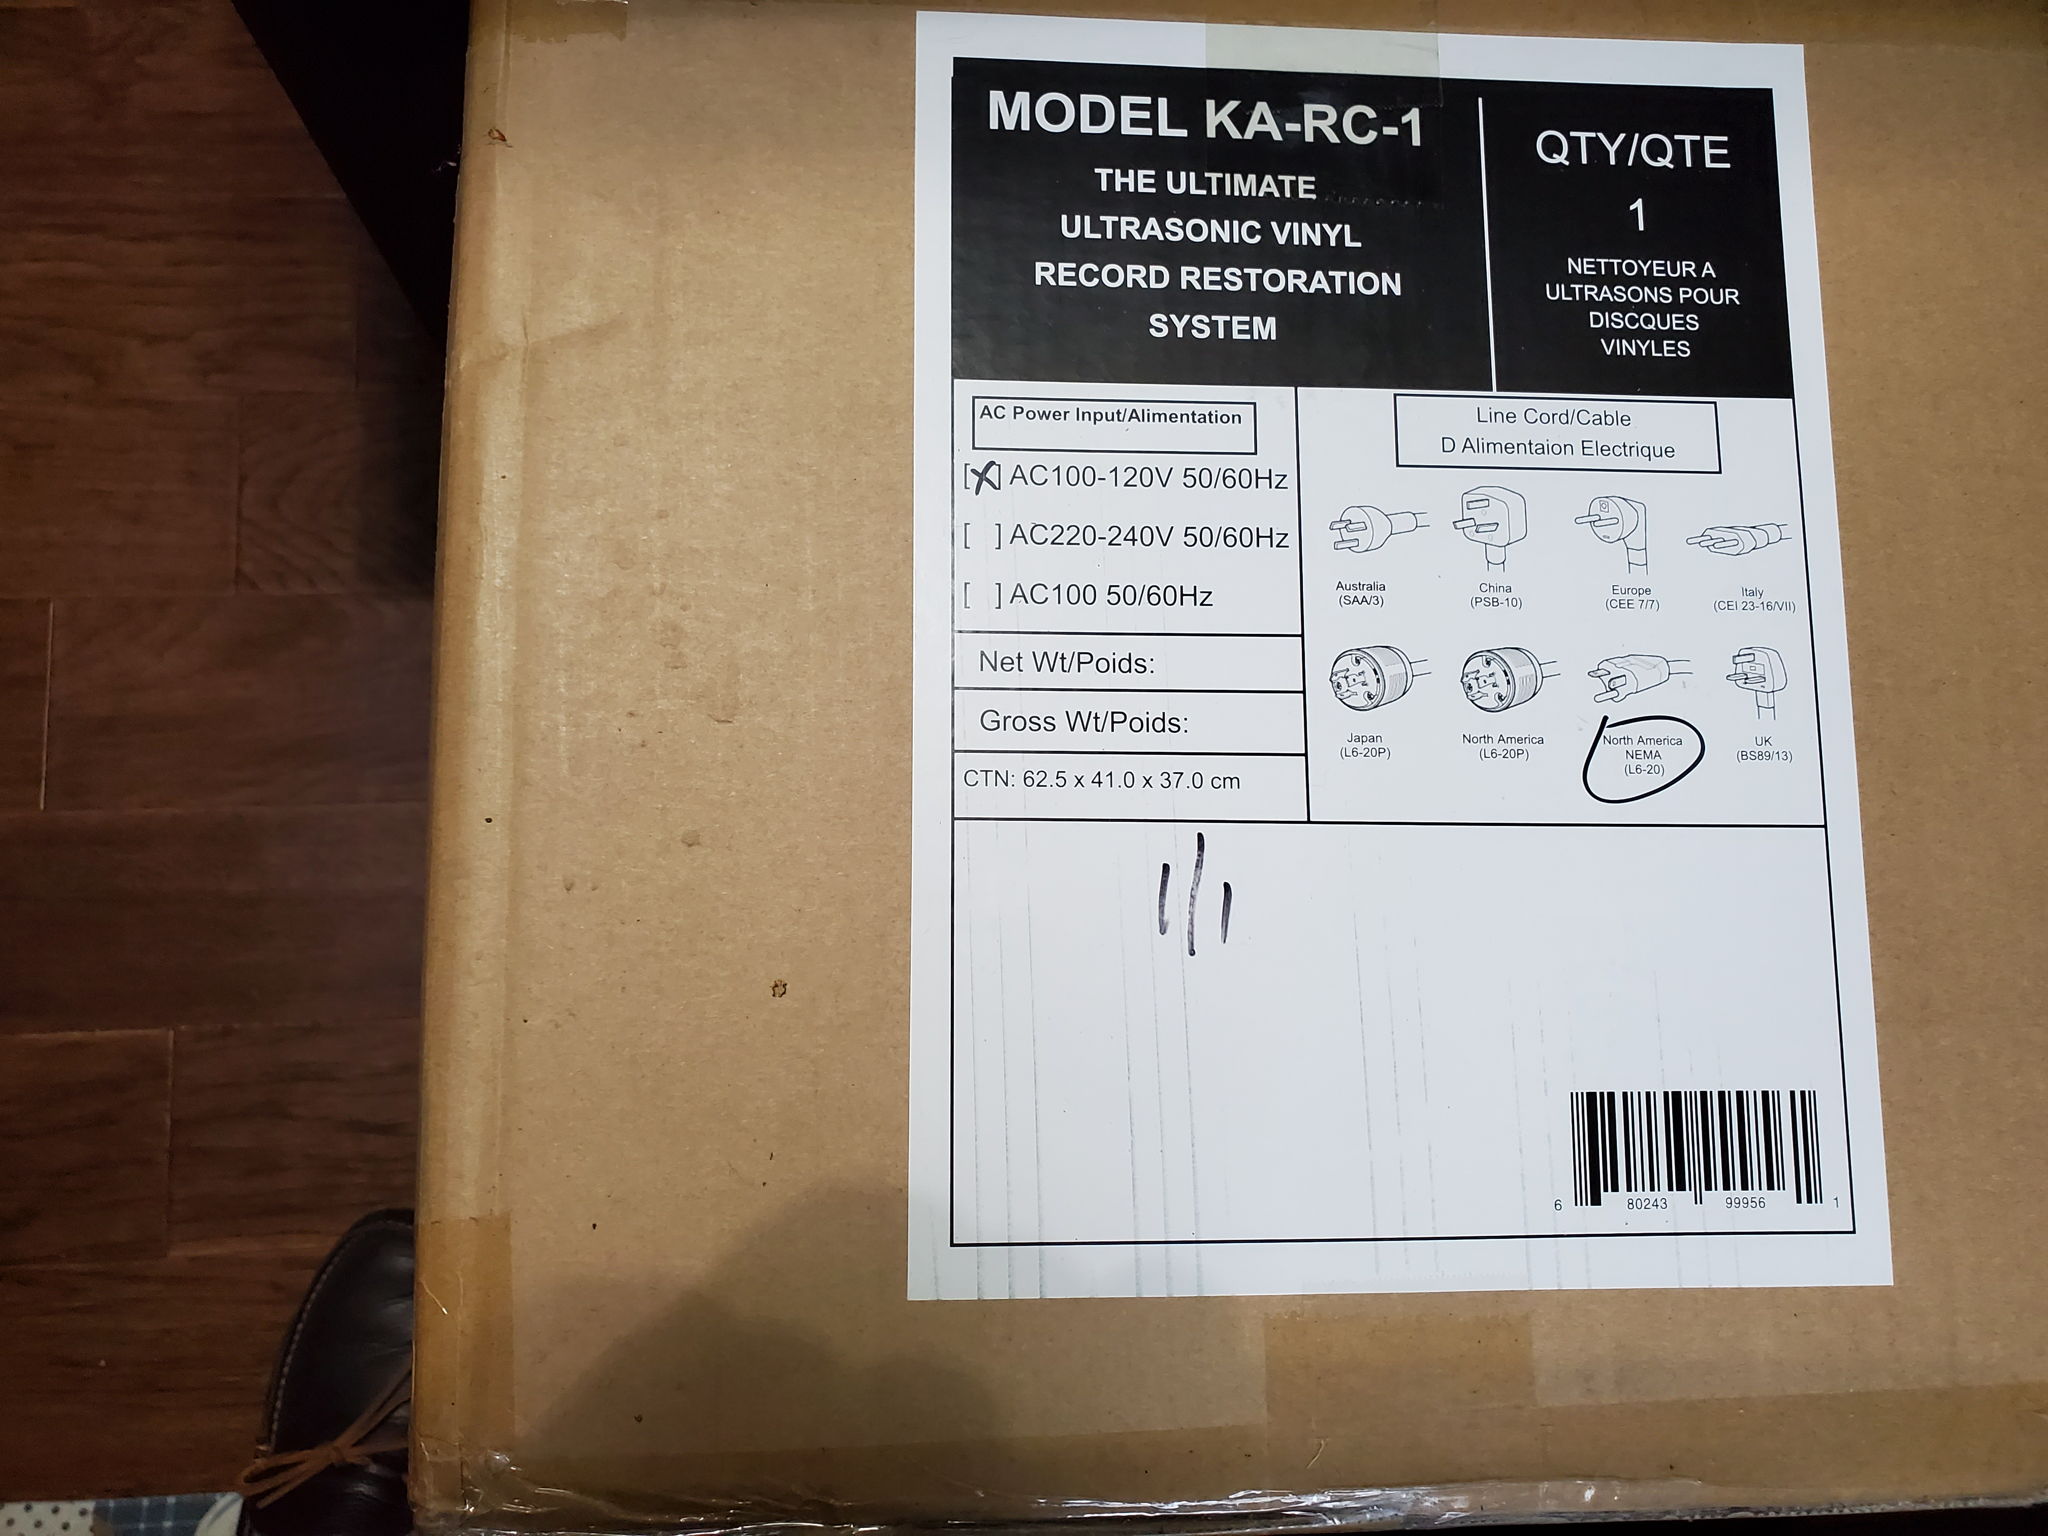 MODEL KA-RC-1
THE ULTIMATE
ULTRASONIC VINYL
RECORD RESTORATION
SYSTEM
QTY/QTE
1
NETTOYEUR A
ULTRASONS POUR
DISCQUES
VINYLES
AC Power Input/Alimentation
[X] AC100-120V 50/60Hz
[ ] AC220-240V 50/60Hz
[ ] AC100 50/60Hz
Net Wt/Poids:
Gross Wt/Poids:
CTN: 62.5 x 41.0 x 37.0 cm
Line Cord/Cable
D Alimentaion Electrique
Australia
(SAA/3)
China
(PSB-10)
Europe
(CEE 7/7)
Italy
(CEI 23-16/VII)
Japan
(L6-20P)
North America
(L6-20P)
North America
NEMA
(L6-20)
UK
(BS89/13)
1/1
6 80243 99956 1